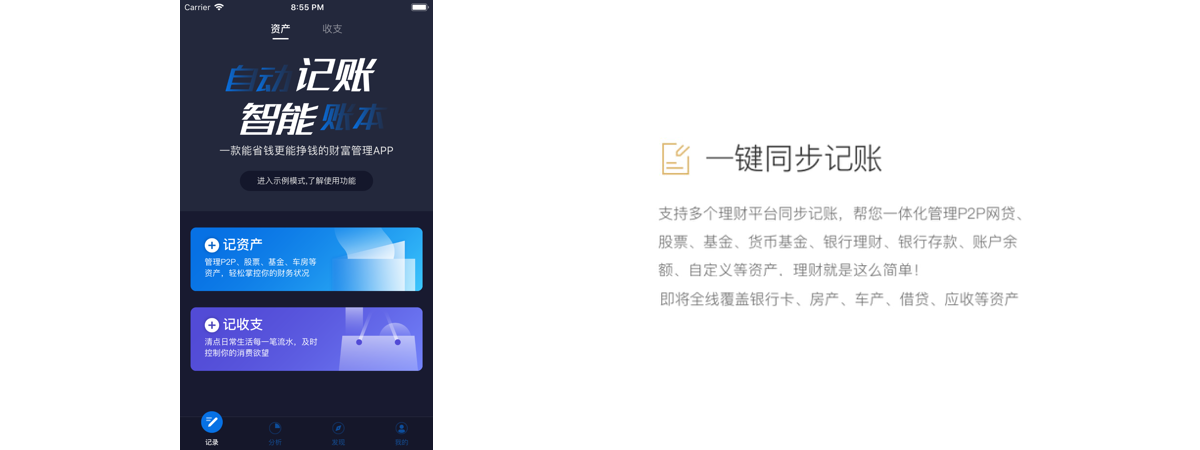 Carrier
8:55 PM
资产
收支
自动记账
智能账本
一款能省钱更能挣钱的财富管理APP
进入示例模式,了解使用功能
记资产
管理P2P、股票、基金、车房等
资产，轻松掌控你的财务状况
记收支
清点日常生活每一笔流水，及时
控制你的消费欲望
记录
分析
发现
我的
一键同步记账
支持多个理财平台同步记账，帮您一体化管理P2P网贷、
股票、基金、货币基金、银行理财、银行存款、账户余
额、自定义等资产，理财就是这么简单！
即将全线覆盖银行卡、房产、车产、借贷、应收等资产